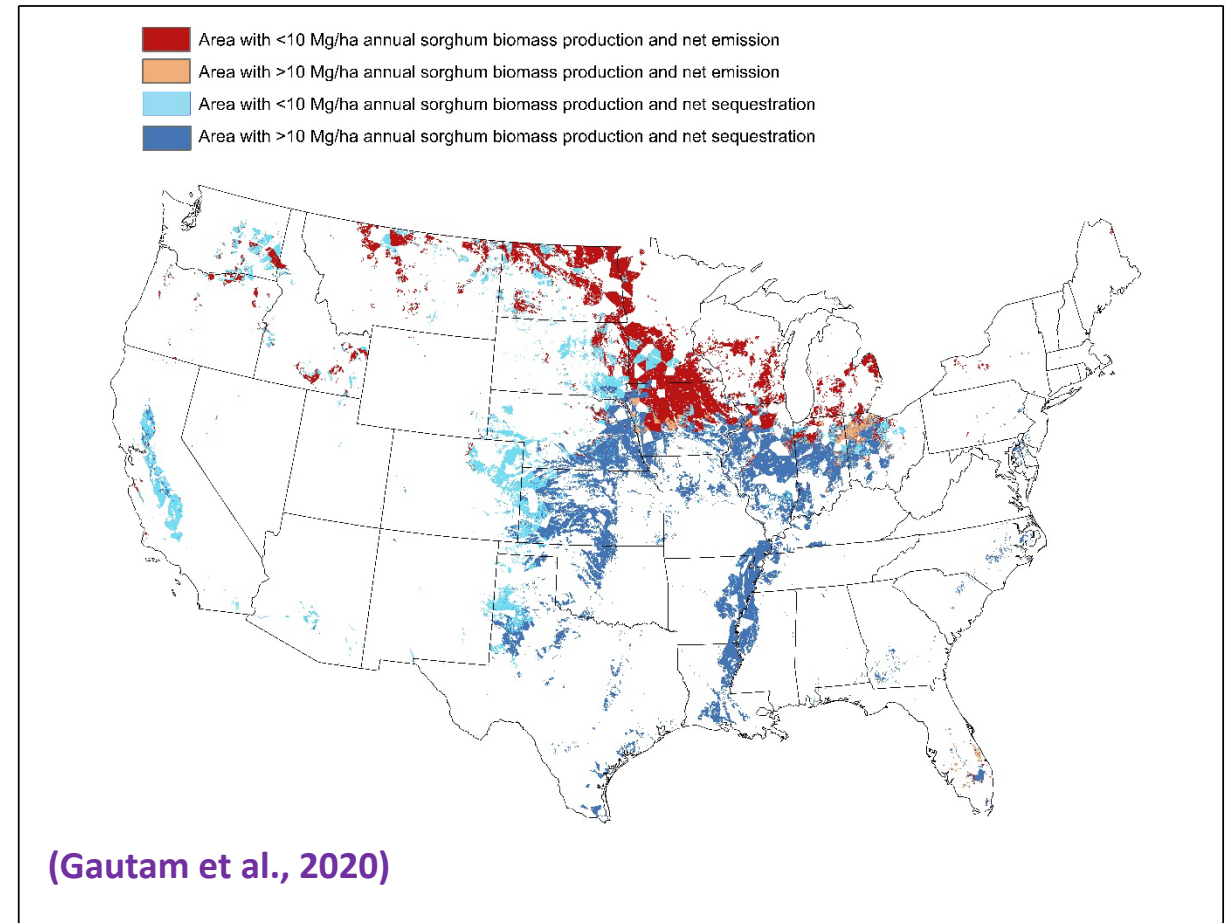 Area with <10 Mg/ha annual sorghum biomass production and net emission
Area with >10 Mg/ha annual sorghum biomass production and net emission
Area with <10 Mg/ha annual sorghum biomass production and net sequestration
Area with >10 Mg/ha annual sorghum biomass production and net sequestration
(Gautam et al., 2020)